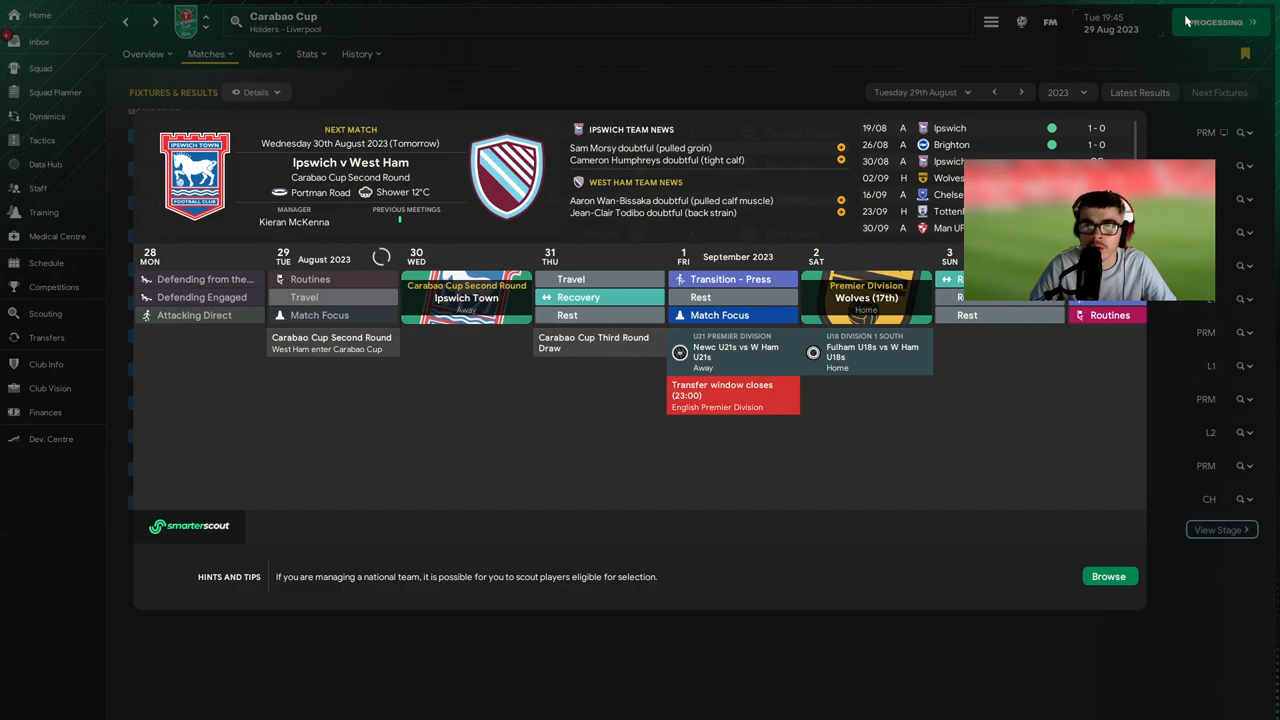 Home
Inbox
Squad
Squad Planner
Dynamics
Tactics
Data Hub
Staff
Training
Medical Centre
Schedule
Competitions
Scouting
Transfers
Club Info
Club Vision
Finances
Dev. Centre
Carabao Cup
Holders - Liverpool
FM
Tue 19:45
29 Aug 2023
PROCESSING
Overview
Matches
News
Stats
History
FIXTURES & RESULTS
Details
Tuesday 29th August
2023
Latest Results
Next Fixtures
NEXT MATCH
Wednesday 30th August 2023 (Tomorrow)
Ipswich v West Ham
Carabao Cup Second Round
Portman Road Shower 12°C
MANAGER
Kieran McKenna
PREVIOUS MEETINGS
IPSWICH TOWN
FOOTBALL CLUB
IPSWICH TEAM NEWS
Sam Morsy doubtful (pulled groin)
Cameron Humphreys doubtful (tight calf)
WEST HAM TEAM NEWS
Aaron Wan-Bissaka doubtful (pulled calf muscle)
Jean-Clair Todibo doubtful (back strain)
19/08 A Ipswich 1 - 0
26/08 A Brighton 1 - 0
30/08 A Ipswich
02/09 H Wolves
16/09 A Chelse
23/09 H Totten
30/09 A Man U
28
MON
29
TUE
August 2023
30
WED
31
THU
1
FRI
September 2023
2
SAT
3
SUN
Defending from the...
Defending Engaged
Attacking Direct
Routines
Travel
Match Focus
Carabao Cup Second Round
West Ham enter Carabao Cup
Carabao Cup Second Round
Ipswich Town
Away
Travel
Recovery
Rest
Carabao Cup Third Round
Draw
Transition - Press
Rest
Match Focus
U21 PREMIER DIVISION
Newc U21s vs W Ham
U21s
Away
Transfer window closes
(23:00)
English Premier Division
Premier Division
Wolves (17th)
Home
U18 DIVISION 1 SOUTH
Fulham U18s vs W Ham
U18s
Home
Rest
Routines
PRM
PRM
L1
PRM
L2
PRM
CH
View Stage
smarterscout
HINTS AND TIPS
If you are managing a national team, it is possible for you to scout players eligible for selection.
Browse